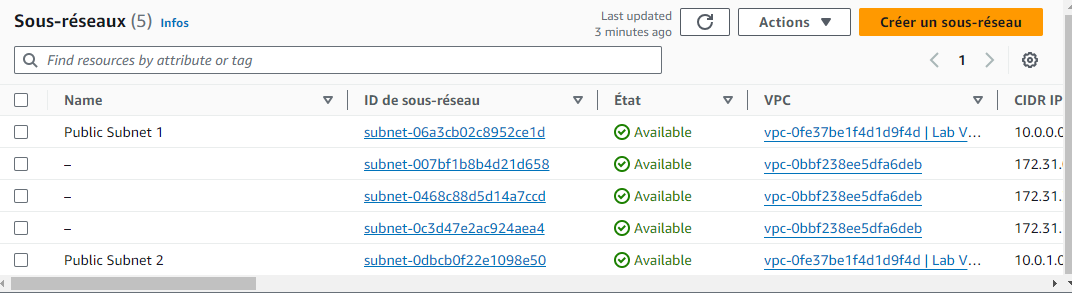 Sous-réseaux (5) Infos
Last updated
3 minutes ago
Actions
Créer un sous-réseau
Find resources by attribute or tag
1
Name ID de sous-réseau État VPC CIDR IP
Public Subnet 1 subnet-06a3cb02c8952ce1d Available vpc-0fe37be1f4d1d9f4d | Lab V... 10.0.0.0
– subnet-007bf1b8b4d21d658 Available vpc-0bbf238ee5dfa6deb 172.31.
– subnet-0468c88d5d14a7ccd Available vpc-0bbf238ee5dfa6deb 172.31.
– subnet-0c3d47e2ac924aea4 Available vpc-0bbf238ee5dfa6deb 172.31.
Public Subnet 2 subnet-0dbcb0f22e1098e50 Available vpc-0fe37be1f4d1d9f4d | Lab V... 10.0.1.0